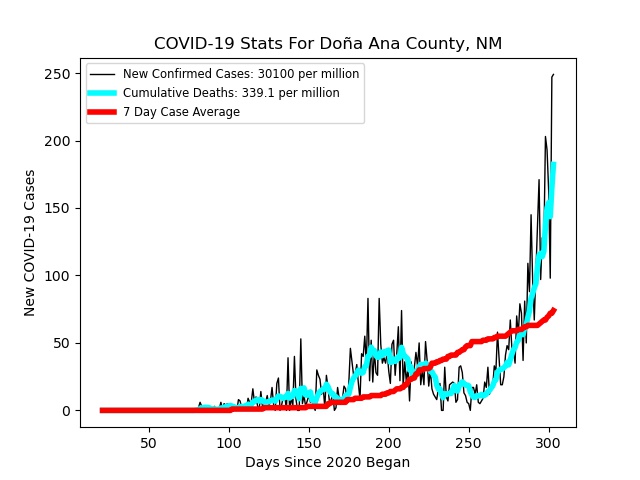 COVID-19 Stats For Doña Ana County, NM
New Confirmed Cases: 30100 per million
Cumulative Deaths: 339.1 per million
7 Day Case Average
250
200
150
100
50
0
New COVID-19 Cases
50 100 150 200 250 300
Days Since 2020 Began